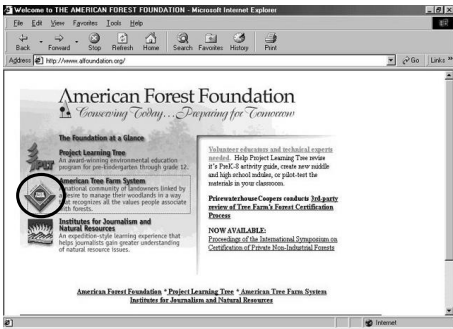 Welcome to THE AMERICAN FOREST FOUNDATION - Microsoft Internet Explorer
File Edit View Favorites Tools Help
Back Forward Stop Refresh Home Search Favorites History Print
Address http://www.affoundation.org/ Go Links »
American Forest Foundation
Conserving Today...Preparing for Tomorrow
The Foundation at a Glance
Project Learning Tree
An award-winning environmental education
program for pre-kindergarten through grade 12.
PLT
American Tree Farm System
A national community of landowners linked by
a desire to manage their woodlands in a way
that recognizes all the values people associate
with forests.
Institutes for Journalism and
Natural Resources
An expedition-style learning experience that
helps journalists gain greater understanding
of natural resource issues.
Volunteer educators and technical experts
needed. Help Project Learning Tree revise
it's PreK-8 activity guide, create new middle
and high school modules, or pilot-test the
materials in your classroom.
PricewaterhouseCoopers conducts 3rd-party
review of Tree Farm's Forest Certification
Process
NOW AVAILABLE:
Proceedings of the International Symposium on
Certification of Private Non-Industrial Forests
American Forest Foundation * Project Learning Tree * American Tree Farm System
Institutes for Journalism and Natural Resources
Internet